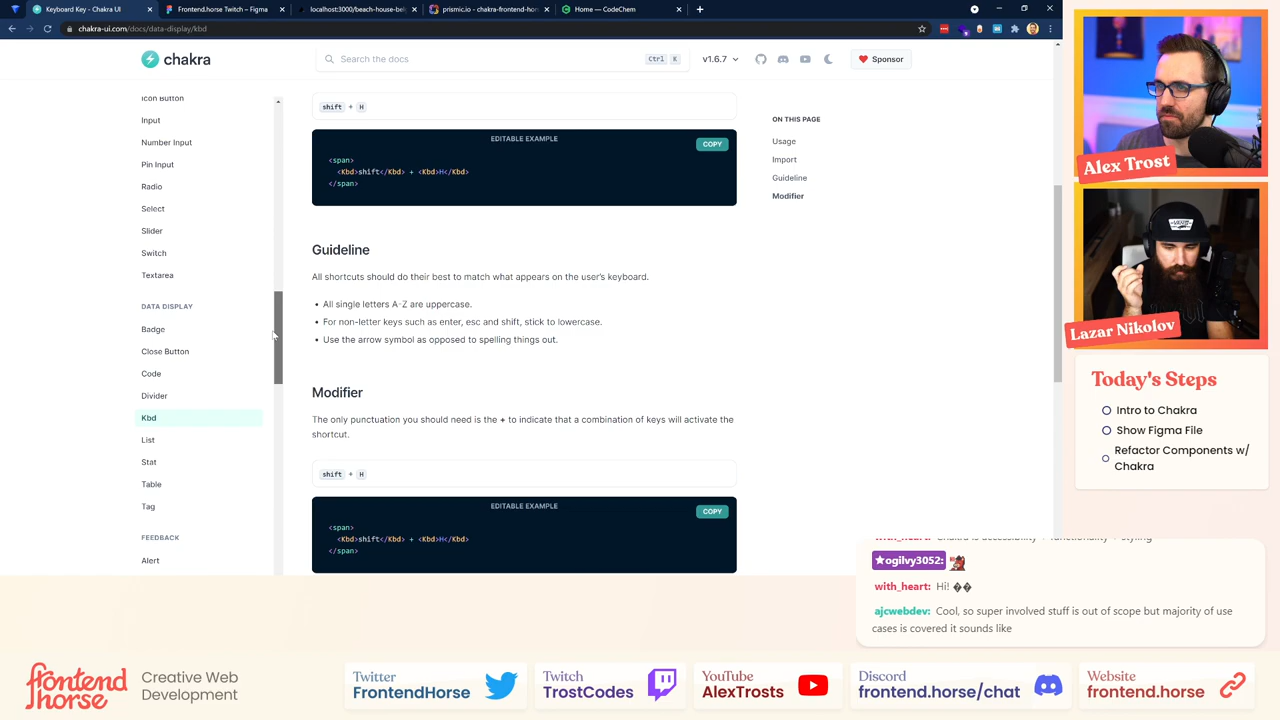 Keyboard Key - Chakra UI
Frontend.horse Twitch – Figma
localhost:3000/beach-house-bel
prismic.io - chakra-frontend-hor
Home — CodeChem
chakra-ui.com/docs/data-display/kbd
chakra
Search the docs
Ctrl K
v1.6.7
Sponsor
Icon Button
Input
Number Input
Pin Input
Radio
Select
Slider
Switch
Textarea
DATA DISPLAY
Badge
Close Button
Code
Divider
Kbd
List
Stat
Table
Tag
FEEDBACK
Alert
shift + H
EDITABLE EXAMPLE
COPY
<span>
<Kbd>shift</Kbd> + <Kbd>H</Kbd>
</span>
Guideline
All shortcuts should do their best to match what appears on the user's keyboard.
• All single letters A-Z are uppercase.
• For non-letter keys such as enter, esc and shift, stick to lowercase.
• Use the arrow symbol as opposed to spelling things out.
Modifier
The only punctuation you should need is the + to indicate that a combination of keys will activate the
shortcut.
shift + H
EDITABLE EXAMPLE
COPY
<span>
<Kbd>shift</Kbd> + <Kbd>H</Kbd>
</span>
ON THIS PAGE
Usage
Import
Guideline
Modifier
Alex Trost
Lazar Nikolov
Today's Steps
Intro to Chakra
Show Figma File
Refactor Components w/
Chakra
with_heart: Chakra is accessibility + functionality + styling
ogilvy3052:
with_heart: Hi! ��
ajcwebdev: Cool, so super involved stuff is out of scope but majority of use
cases is covered it sounds like
frontend
horse
Creative Web
Development
Twitter
FrontendHorse
Twitch
TrostCodes
YouTube
AlexTrosts
Discord
frontend.horse/chat
Website
frontend.horse